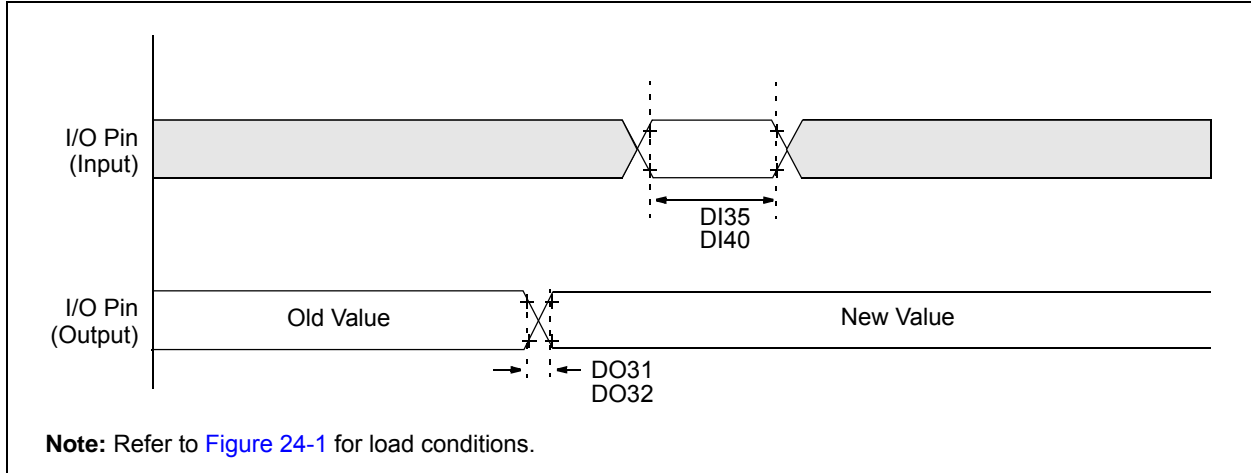 I/O Pin
(Input)
DI35
DI40
I/O Pin
(Output)
Old Value
New Value
DO31
DO32
Note: Refer to Figure 24-1 for load conditions.